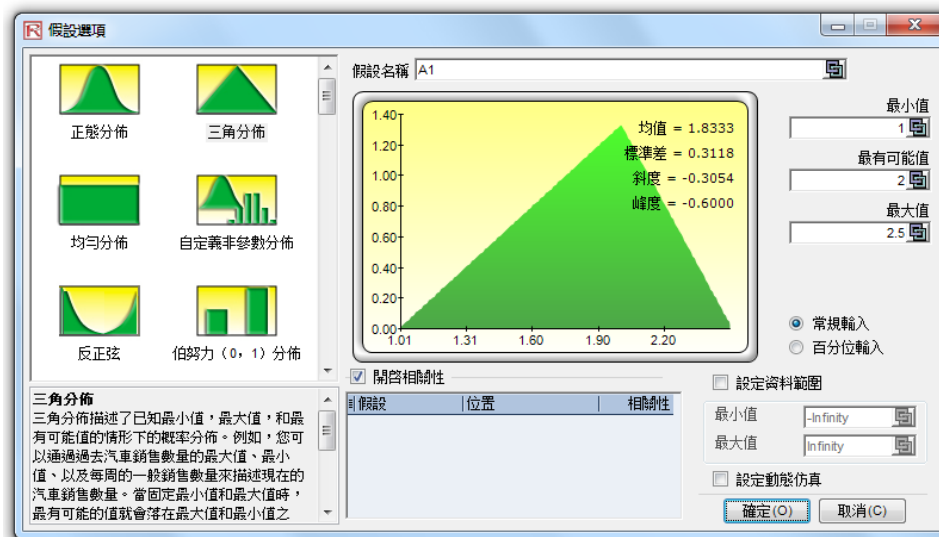 假設選項
正態分佈
三角分佈
均勻分佈
自定義非參數分佈
反正弦
伯努力（0，1）分佈
三角分佈
三角分佈描述了已知最小值，最大值，和最
有可能值的情形下的概率分佈。例如，您可
以通過過去汽車銷售數量的最大值、最小
值、以及每周的一般銷售數量來描述現在的
汽車銷售數量。當固定最小值和最大值時，
最有可能的值就會落在最大值和最小值之
假設名稱 A1
1.40
1.20
1.00
0.80
0.60
0.40
0.20
0.00
1.01 1.31 1.60 1.90 2.20
均值 = 1.8333
標準差 = 0.3118
斜度 = -0.3054
峰度 = -0.6000
最小值
1
最有可能值
2
最大值
2.5
常規輸入
百分位輸入
開啓相關性
假設 位置 相關性
設定資料範圍
最小值 -Infinity
最大值 Infinity
設定動態仿真
確定(O) 取消(C)